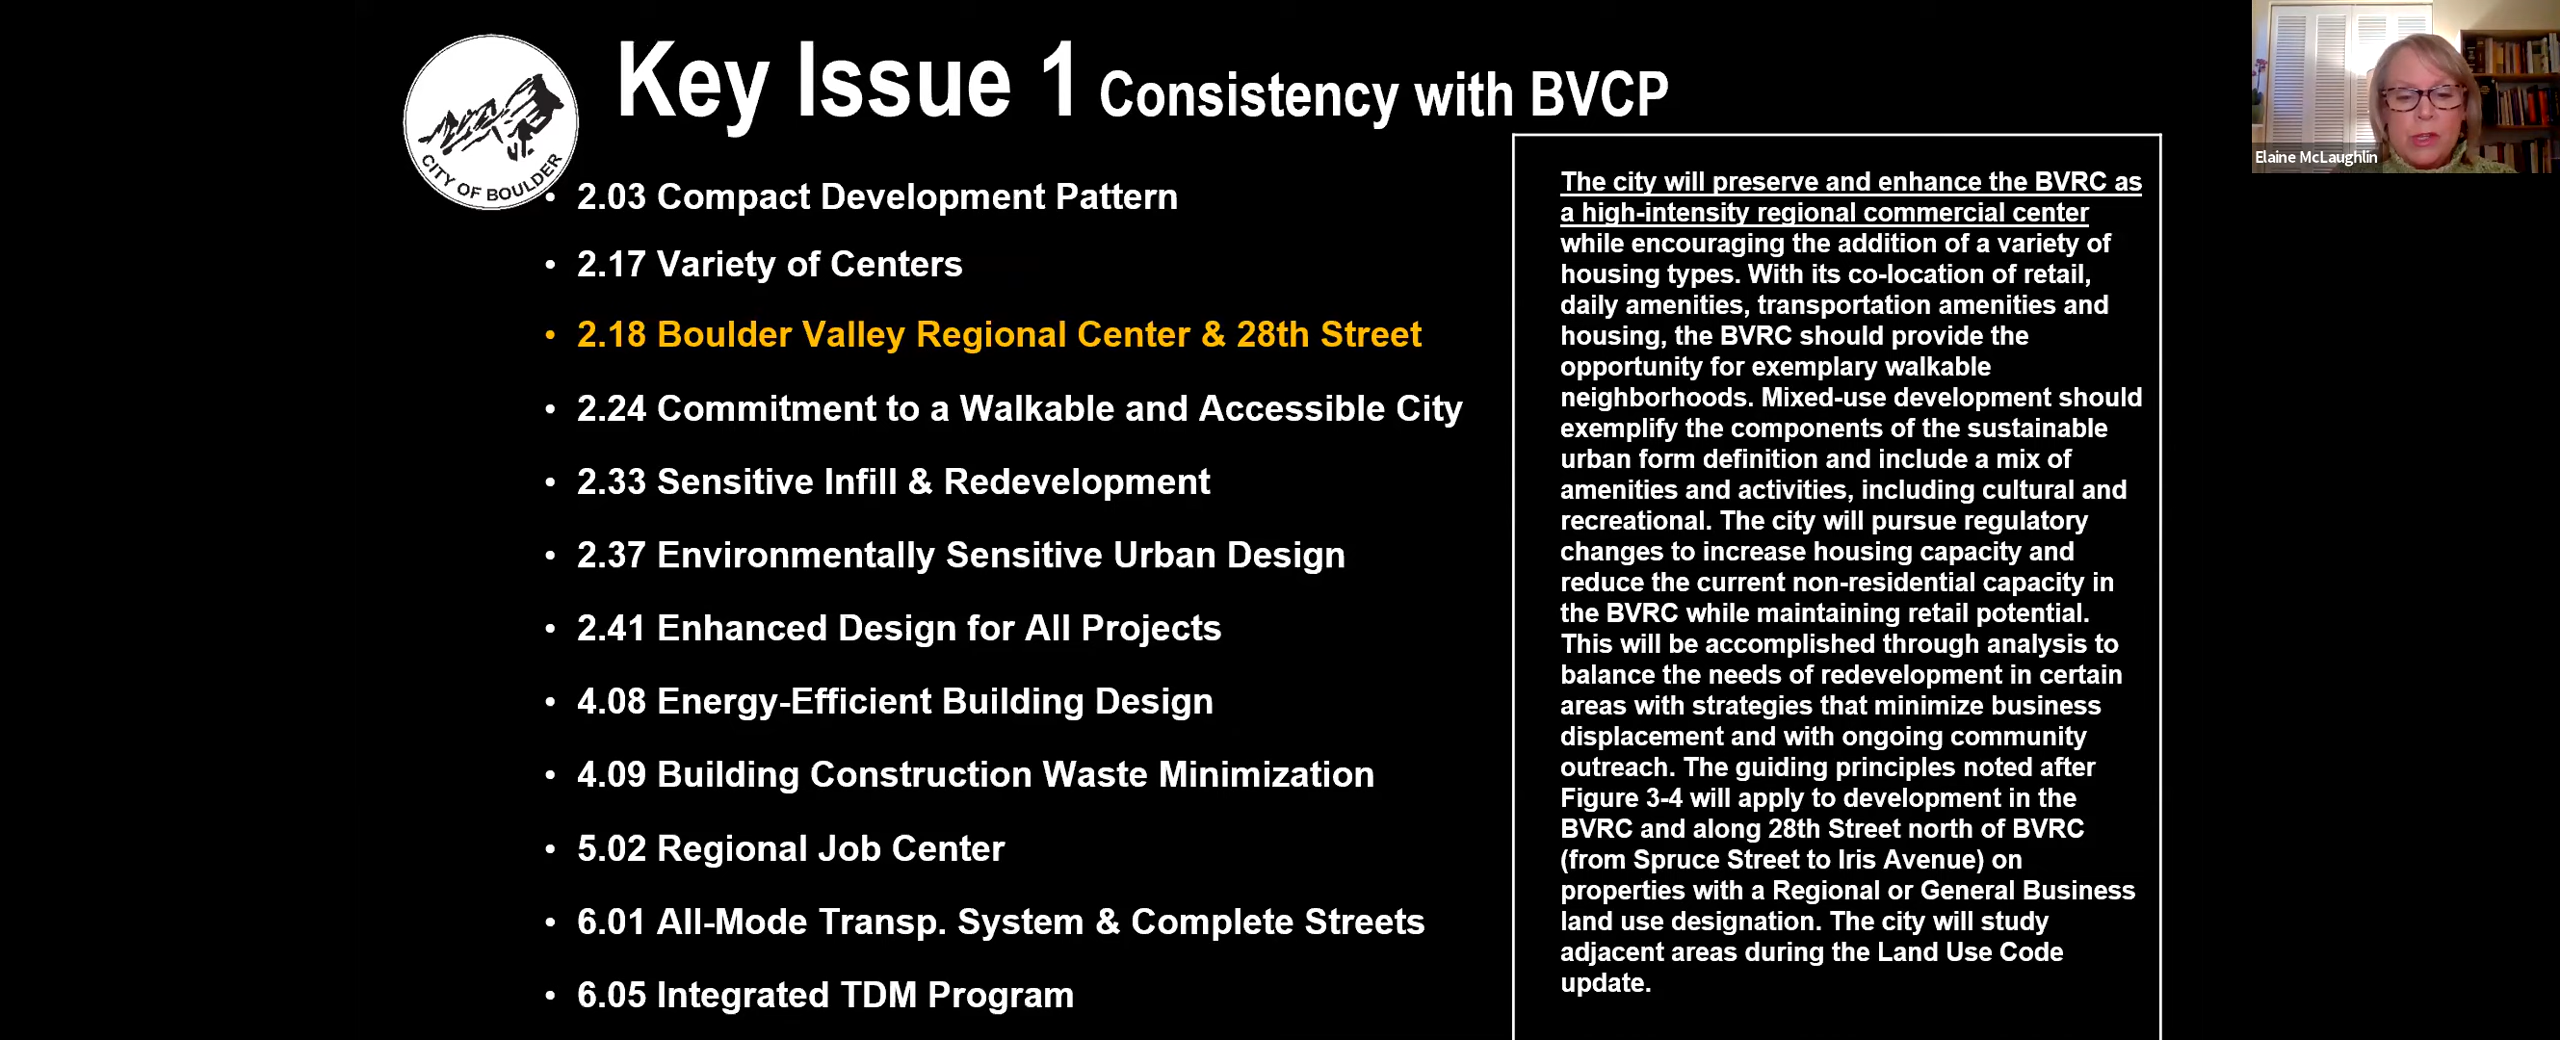 Key Issue 1 Consistency with BVCP
CITY OF BOULDER
• 2.03 Compact Development Pattern
• 2.17 Variety of Centers
• 2.18 Boulder Valley Regional Center & 28th Street
• 2.24 Commitment to a Walkable and Accessible City
• 2.33 Sensitive Infill & Redevelopment
• 2.37 Environmentally Sensitive Urban Design
• 2.41 Enhanced Design for All Projects
• 4.08 Energy-Efficient Building Design
• 4.09 Building Construction Waste Minimization
• 5.02 Regional Job Center
• 6.01 All-Mode Transp. System & Complete Streets
• 6.05 Integrated TDM Program
The city will preserve and enhance the BVRC as
a high-intensity regional commercial center
while encouraging the addition of a variety of
housing types. With its co-location of retail,
daily amenities, transportation amenities and
housing, the BVRC should provide the
opportunity for exemplary walkable
neighborhoods. Mixed-use development should
exemplify the components of the sustainable
urban form definition and include a mix of
amenities and activities, including cultural and
recreational. The city will pursue regulatory
changes to increase housing capacity and
reduce the current non-residential capacity in
the BVRC while maintaining retail potential.
This will be accomplished through analysis to
balance the needs of redevelopment in certain
areas with strategies that minimize business
displacement and with ongoing community
outreach. The guiding principles noted after
Figure 3-4 will apply to development in the
BVRC and along 28th Street north of BVRC
(from Spruce Street to Iris Avenue) on
properties with a Regional or General Business
land use designation. The city will study
adjacent areas during the Land Use Code
update.
Elaine McLaughlin